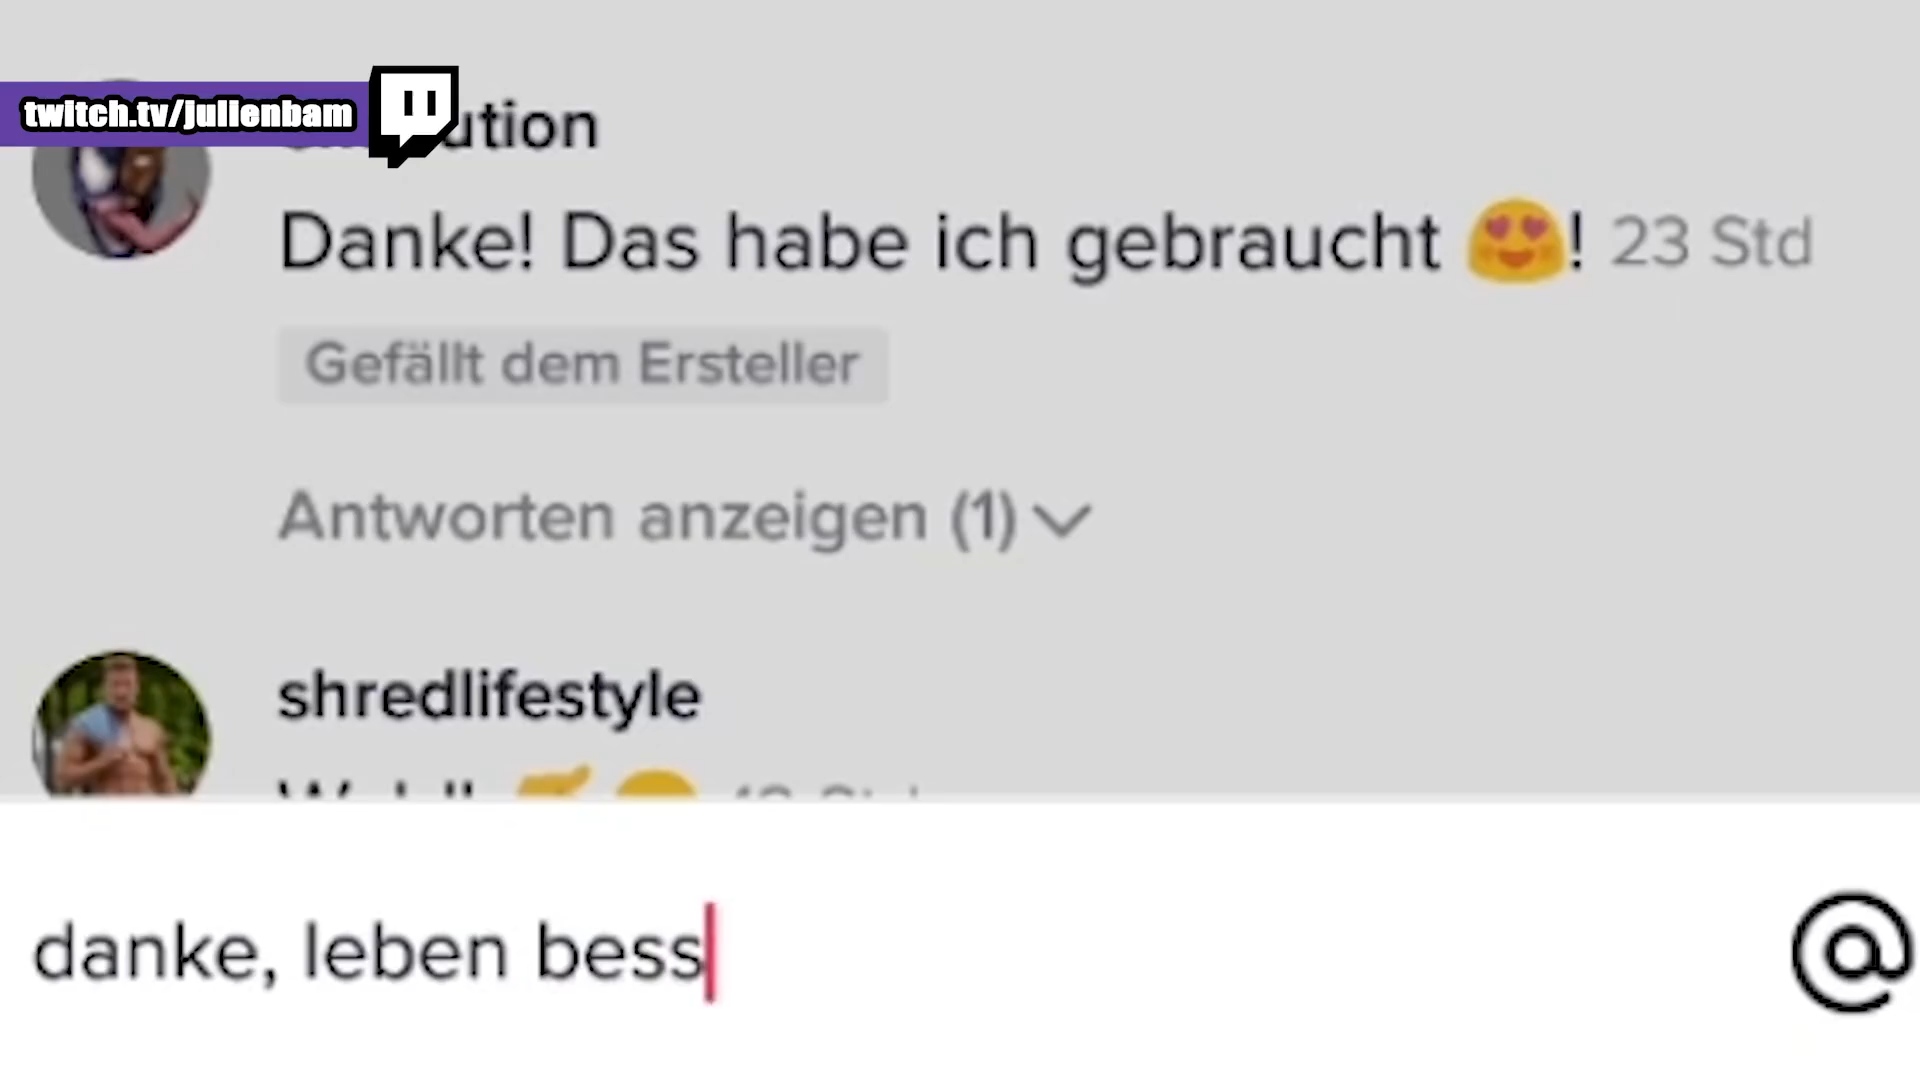 twitch.tv/julienbam
Danke! Das habe ich gebraucht 😍! 23 Std
Gefällt dem Ersteller
Antworten anzeigen (1)
shredlifestyle
danke, leben bess
@